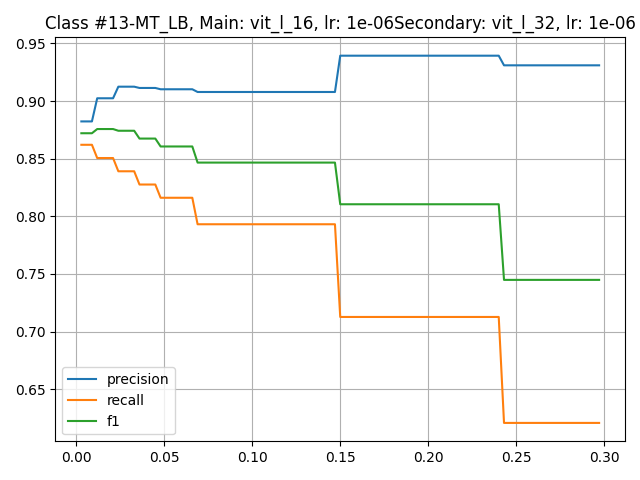 Class #13-MT_LB, Main: vit_l_16, lr: 1e-06Secondary: vit_l_32, lr: 1e-06
0.95
0.90
0.85
0.80
0.75
0.70
0.65
precision
recall
f1
0.00 0.05 0.10 0.15 0.20 0.25 0.30